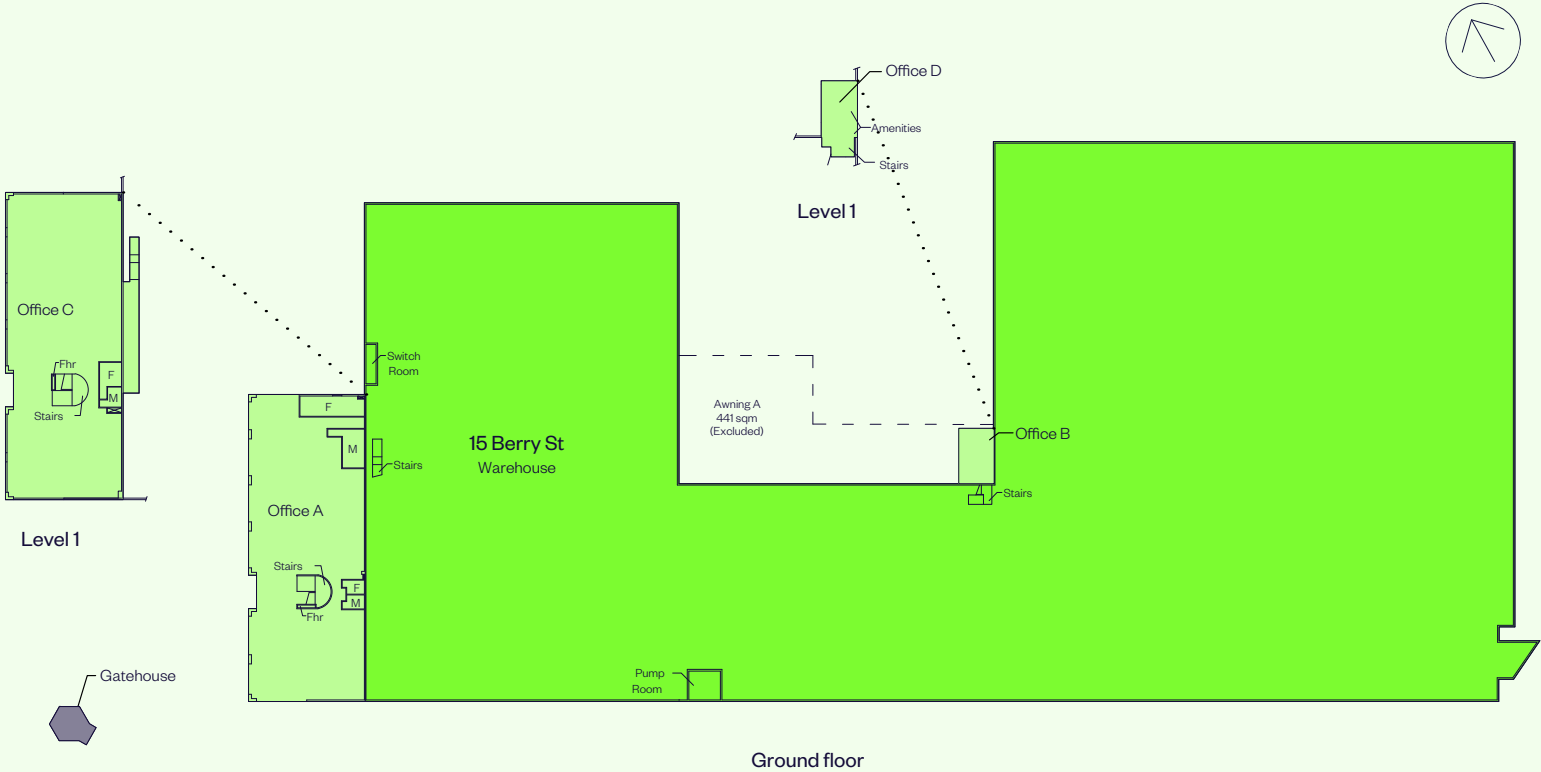 Office D
Amenities
Stairs
Level 1
Office C
Fhr
F
M
Stairs
Level 1
Switch
Room
F
M
Stairs
Office A
Stairs
F
M
Fhr
15 Berry St
Warehouse
Awning A
441 sqm
(Excluded)
Office B
Stairs
Pump
Room
Gatehouse
Ground floor